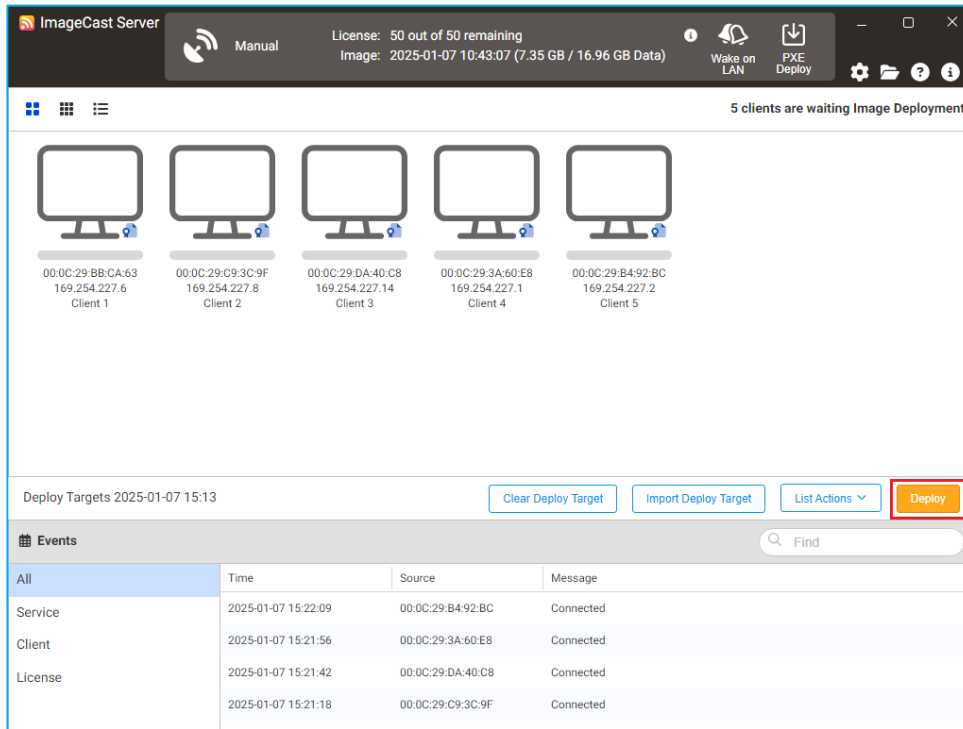 ImageCast Server
Manual
License: 50 out of 50 remaining
Image: 2025-01-07 10:43:07 (7.35 GB / 16.96 GB Data)
Wake on
LAN
PXE
Deploy
5 clients are waiting Image Deployment
00:0C:29:BB:CA:63
169.254.227.6
Client 1
00:0C:29:C9:3C:9F
169.254.227.8
Client 2
00:0C:29:DA:40:C8
169.254.227.14
Client 3
00:0C:29:3A:60:E8
169.254.227.1
Client 4
00:0C:29:B4:92:BC
169.254.227.2
Client 5
Deploy Targets 2025-01-07 15:13
Clear Deploy Target
Import Deploy Target
List Actions
Deploy
Events
Find
All
Service
Client
License
Time Source Message
2025-01-07 15:22:09 00:0C:29:B4:92:BC Connected
2025-01-07 15:21:56 00:0C:29:3A:60:E8 Connected
2025-01-07 15:21:42 00:0C:29:DA:40:C8 Connected
2025-01-07 15:21:18 00:0C:29:C9:3C:9F Connected